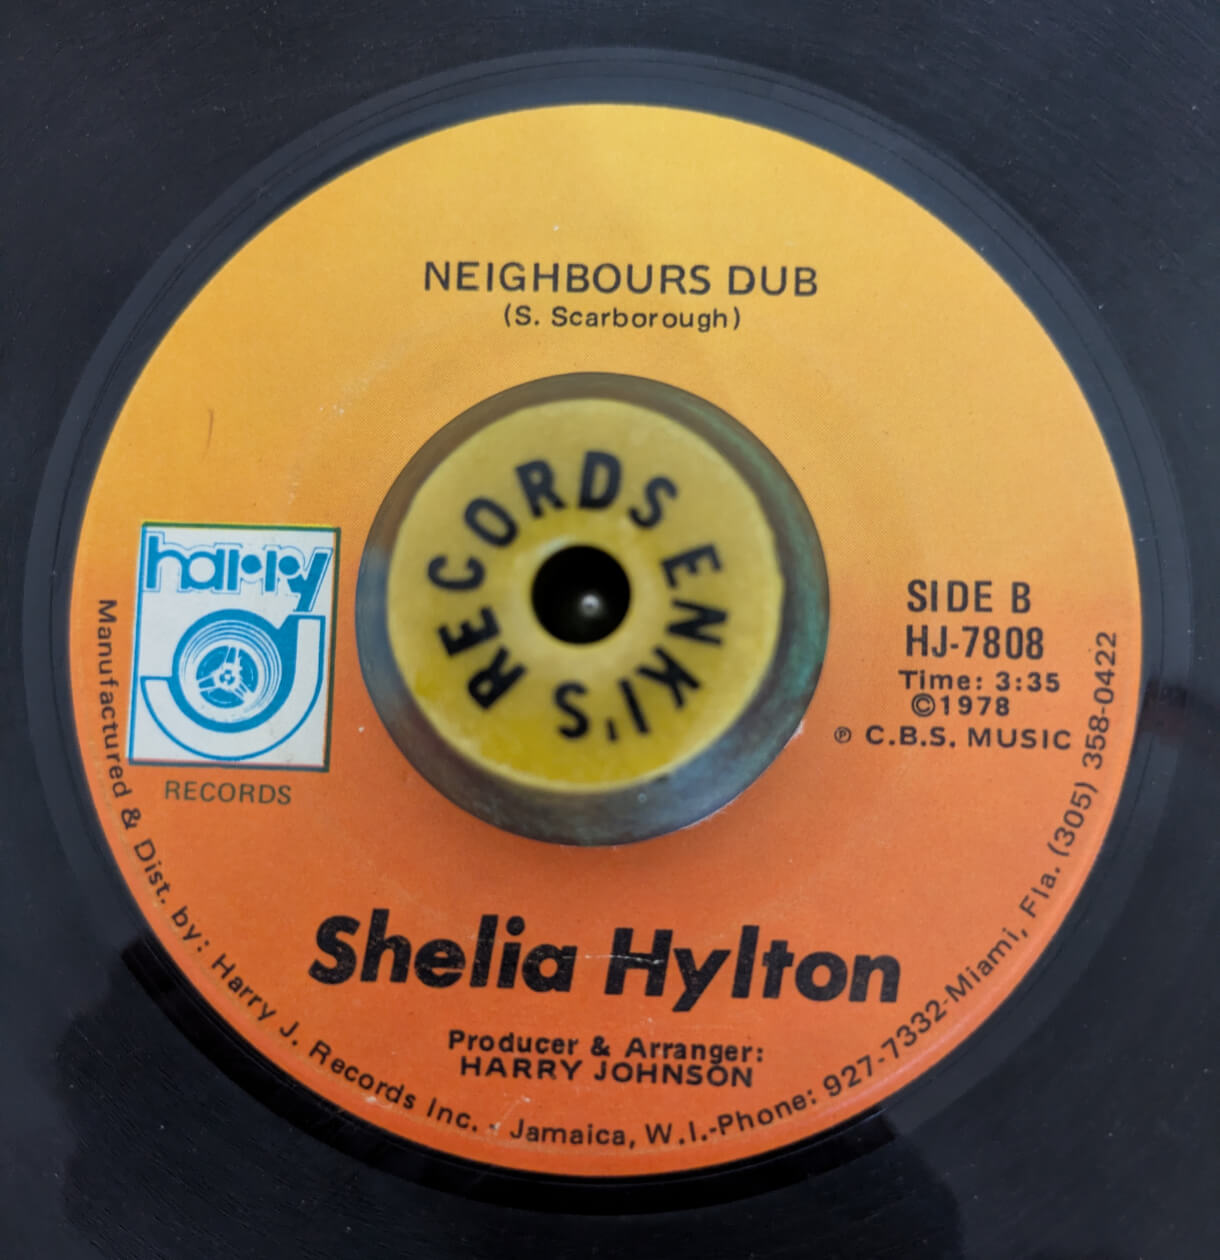 NEIGHBOURS DUB
(S. Scarborough)
RECORDS ENKI'S
harry
RECORDS
SIDE B
HJ-7808
Time: 3:35
©1978
℗ C.B.S. MUSIC
Shelia Hylton
Producer & Arranger:
HARRY JOHNSON
Manufactured & Dist. by: Harry J. Records Inc. - Jamaica, W.I.-Phone: 927-7332-Miami, Fla. (305) 358-0422